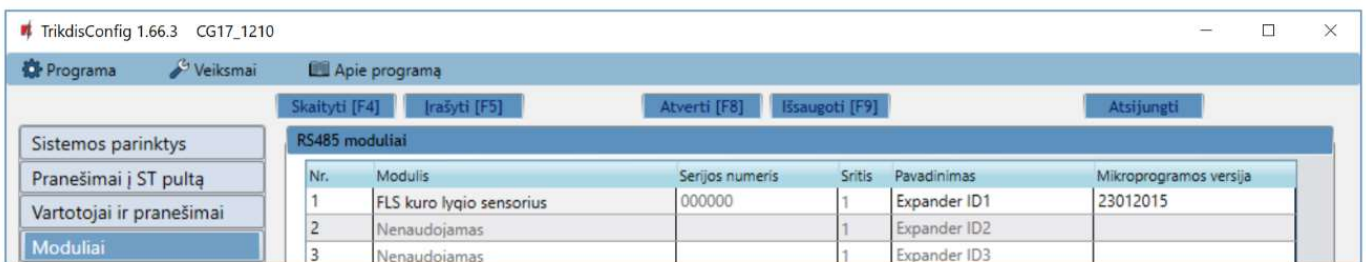 TrikdisConfig 1.66.3 CG17_1210
Programa Veiksmai Apie programą
Skaityti [F4] Įrašyti [F5] Atverti [F8] Išsaugoti [F9] Atsijungti
Sistemos parinktys
Pranešimai į ST pultą
Vartotojai ir pranešimai
Moduliai
RS485 moduliai
Nr. Modulis Serijos numeris Sritis Pavadinimas Mikroprogramos versija
1 FLS kuro lygio sensorius 000000 1 Expander ID1 23012015
2 Nenaudojamas 1 Expander ID2
3 Nenaudojamas 1 Expander ID3